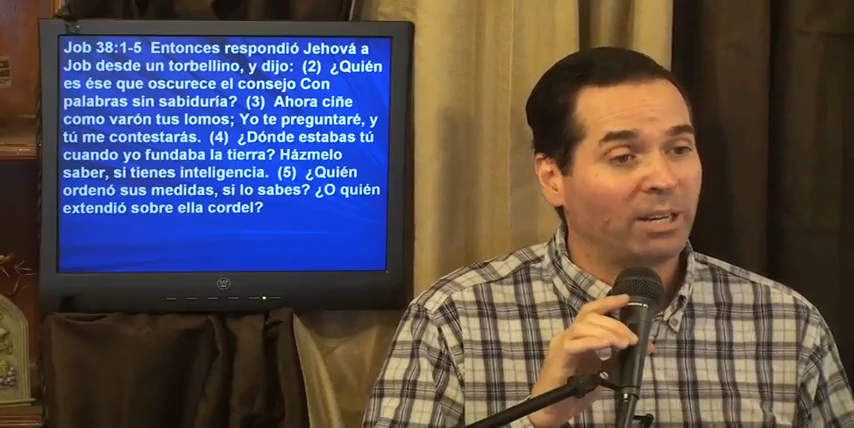 Job 38:1-5 Entonces respondió Jehová a
Job desde un torbellino, y dijo: (2) ¿Quién
es ése que oscurece el consejo Con
palabras sin sabiduría? (3) Ahora ciñe
como varón tus lomos; Yo te preguntaré, y
tú me contestarás. (4) ¿Dónde estabas tú
cuando yo fundaba la tierra? Házmelo
saber, si tienes inteligencia. (5) ¿Quién
ordenó sus medidas, si lo sabes? ¿O quién
extendió sobre ella cordel?